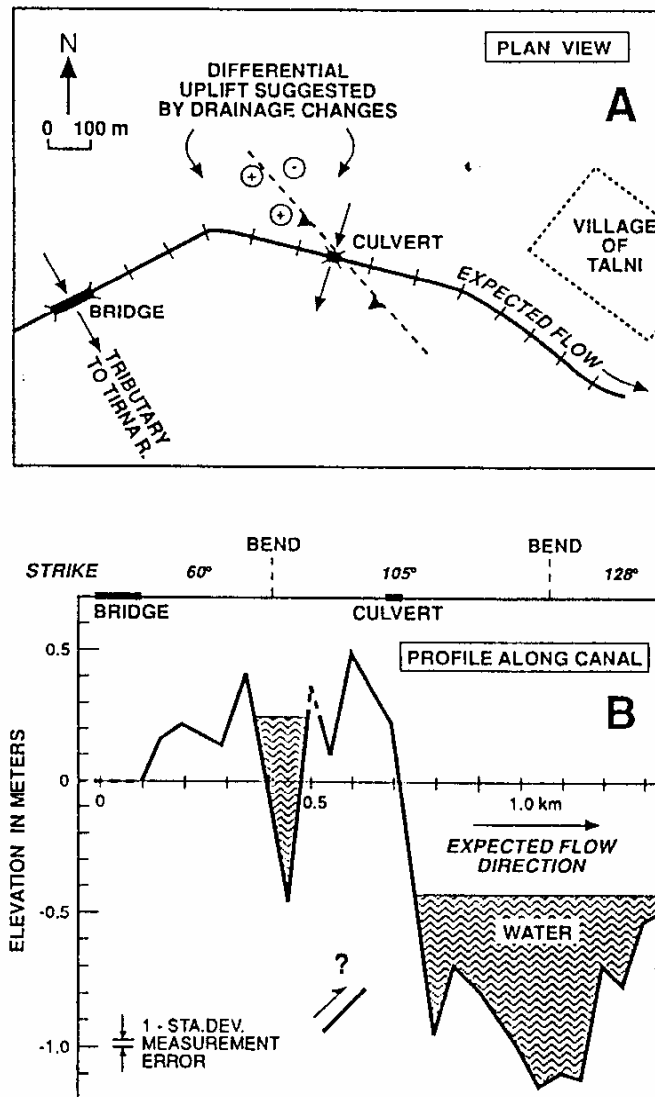 PLAN VIEW
A
N
0 100 m
DIFFERENTIAL
UPLIFT SUGGESTED
BY DRAINAGE CHANGES
+
-
+
CULVERT
VILLAGE
OF
TALNI
BRIDGE
EXPECTED FLOW
TRIBUTARY
TO TIRNA R.
BEND
BEND
STRIKE
60°
105°
128°
BRIDGE
CULVERT
PROFILE ALONG CANAL
B
ELEVATION IN METERS
0.5
0
-0.5
-1.0
0
0.5
1.0 km
EXPECTED FLOW
DIRECTION
WATER
?
1 - STA.DEV.
MEASUREMENT
ERROR